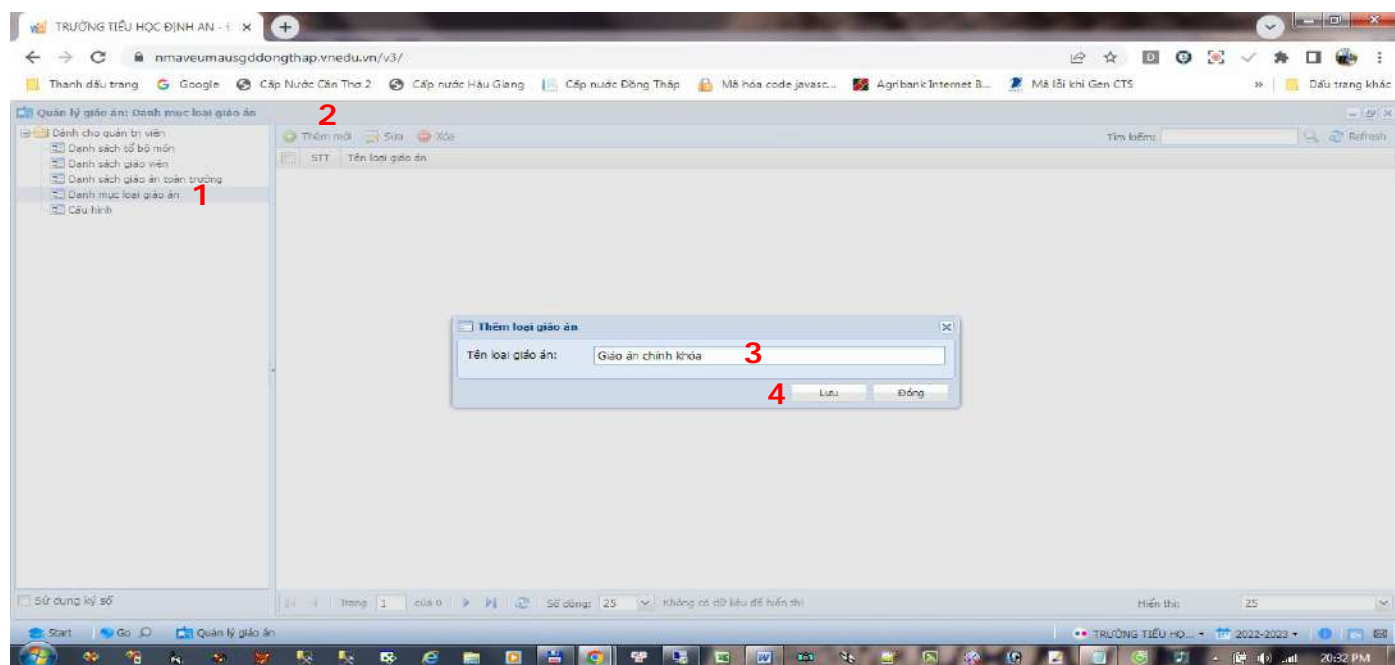 TRƯỜNG TIỂU HỌC ĐỊNH AN -
nmaveumausgddongthap.vnedu.vn/v3/
Thanh dấu trang Google Cấp Nước Cần Thơ 2 Cấp nước Hậu Giang Cấp nước Đồng Tháp Mã hóa code javasc... Agribank Internet B... Mã lỗi khi Gen CTS » Dấu trang khác
Quản lý giáo án: Danh mục loại giáo án
Dành cho quản trị viên
Danh sách tổ bộ môn
Danh sách giáo viên
Danh sách giáo án toàn trường
Danh mục loại giáo án
Cấu hình
1
2
Thêm mới Sửa Xóa Tìm kiếm: Refresh
STT Tên loại giáo án
Thêm loại giáo án
Tên loại giáo án: Giáo án chính khóa 3
4 Lưu Đóng
Sử dụng ký số
Trang 1 của 0 Số dòng: 25 Không có dữ liệu để hiển thị Hiển thị: 25
Start Go Quản lý giáo án TRƯỜNG TIỂU HỌ... 2022-2023
20:32 PM